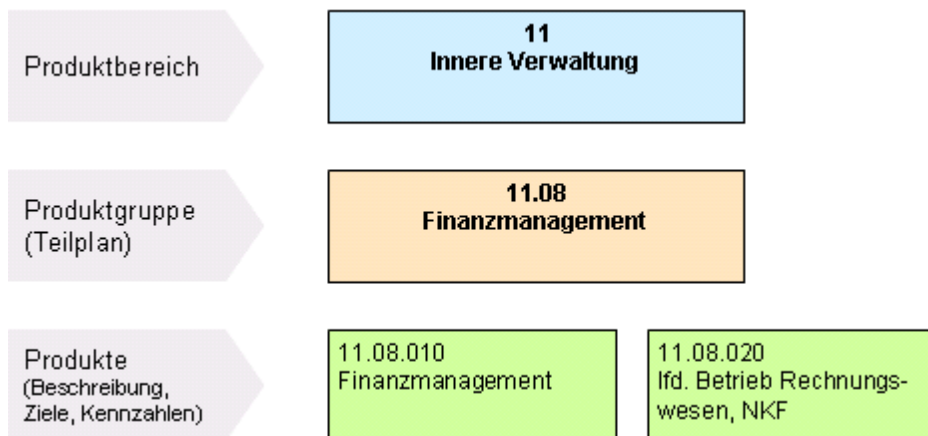 Produktbereich
11
Innere Verwaltung
Produktgruppe
(Teilplan)
11.08
Finanzmanagement
Produkte
(Beschreibung,
Ziele, Kennzahlen)
11.08.010
Finanzmanagement
11.08.020
lfd. Betrieb Rechnungs-
wesen, NKF